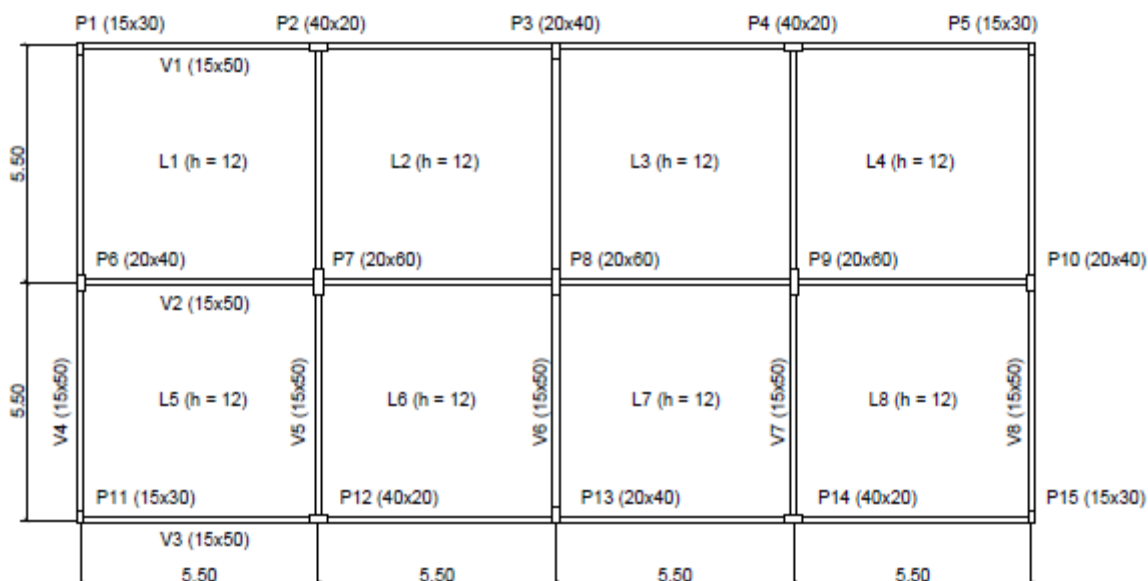 P1 (15x30) P2 (40x20) P3 (20x40) P4 (40x20) P5 (15x30)
V1 (15x50)
5.50
L1 (h = 12) L2 (h = 12) L3 (h = 12) L4 (h = 12)
P6 (20x40) P7 (20x60) P8 (20x60) P9 (20x60) P10 (20x40)
V2 (15x50)
5.50
V4 (15x50) L5 (h = 12) V5 (15x50) L6 (h = 12) V6 (15x50) L7 (h = 12) V7 (15x50) L8 (h = 12) V8 (15x50)
P11 (15x30) P12 (40x20) P13 (20x40) P14 (40x20) P15 (15x30)
V3 (15x50)
5.50 5.50 5.50 5.50